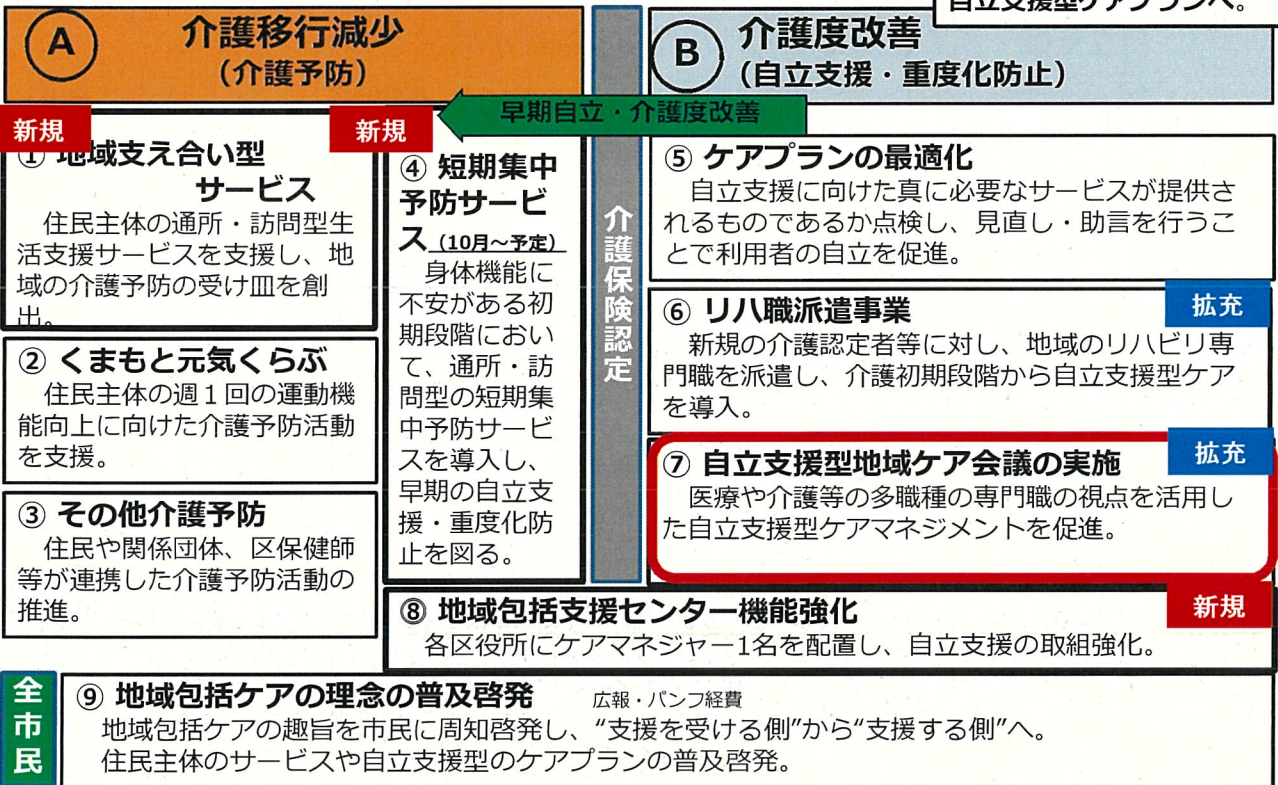 自立支援型ケアプランへ。
A
介護移行減少
（介護予防）
B
介護度改善
（自立支援・重度化防止）
早期自立・介護度改善
介護保険認定
新規
① 地域支え合い型
サービス
住民主体の通所・訪問型生
活支援サービスを支援し、地
域の介護予防の受け皿を創
出。
② くまもと元気くらぶ
住民主体の週１回の運動機
能向上に向けた介護予防活動
を支援。
③ その他介護予防
住民や関係団体、区保健師
等が連携した介護予防活動の
推進。
新規
④ 短期集中
予防サービ
ス（10月～予定）
身体機能に
不安がある初
期段階におい
て、通所・訪
問型の短期集
中予防サービ
スを導入し、
早期の自立支
援・重度化防
止を図る。
⑤ ケアプランの最適化
自立支援に向けた真に必要なサービスが提供さ
れるものであるか点検し、見直し・助言を行うこ
とで利用者の自立を促進。
拡充
⑥ リハ職派遣事業
新規の介護認定者等に対し、地域のリハビリ専
門職を派遣し、介護初期段階から自立支援型ケア
を導入。
拡充
⑦ 自立支援型地域ケア会議の実施
医療や介護等の多職種の専門職の視点を活用し
た自立支援型ケアマネジメントを促進。
新規
⑧ 地域包括支援センター機能強化
各区役所にケアマネジャー1名を配置し、自立支援の取組強化。
全市民
⑨ 地域包括ケアの理念の普及啓発 広報・パンフ経費
地域包括ケアの趣旨を市民に周知啓発し、“支援を受ける側”から“支援する側”へ。
住民主体のサービスや自立支援型のケアプランの普及啓発。